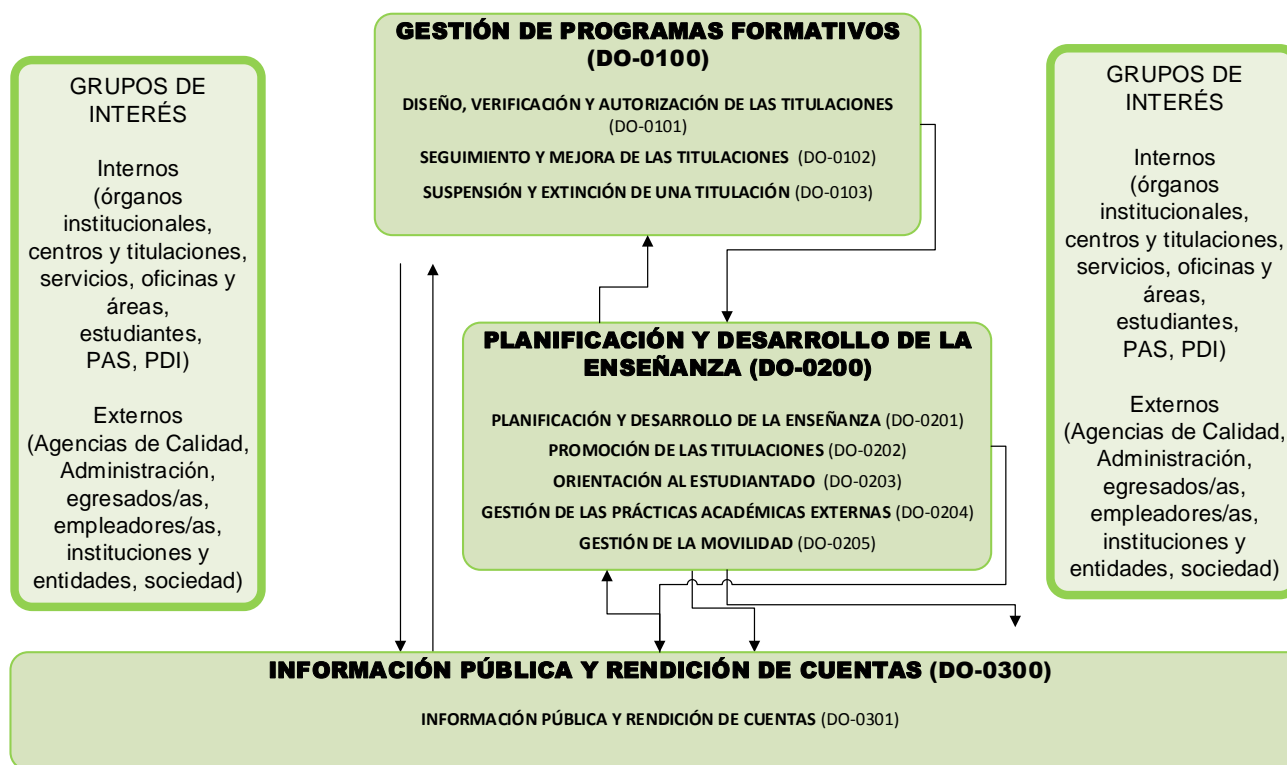 GESTIÓN DE PROGRAMAS FORMATIVOS
(DO-0100)
DISEÑO, VERIFICACIÓN Y AUTORIZACIÓN DE LAS TITULACIONES
(DO-0101)
SEGUIMIENTO Y MEJORA DE LAS TITULACIONES (DO-0102)
SUSPENSIÓN Y EXTINCIÓN DE UNA TITULACIÓN (DO-0103)
GRUPOS DE
INTERÉS
Internos
(órganos
institucionales,
centros y titulaciones,
servicios, oficinas y
áreas,
estudiantes,
PAS, PDI)
Externos
(Agencias de Calidad,
Administración,
egresados/as,
empleadores/as,
instituciones y
entidades, sociedad)
PLANIFICACIÓN Y DESARROLLO DE LA
ENSEÑANZA (DO-0200)
PLANIFICACIÓN Y DESARROLLO DE LA ENSEÑANZA (DO-0201)
PROMOCIÓN DE LAS TITULACIONES (DO-0202)
ORIENTACIÓN AL ESTUDIANTADO (DO-0203)
GESTIÓN DE LAS PRÁCTICAS ACADÉMICAS EXTERNAS (DO-0204)
GESTIÓN DE LA MOVILIDAD (DO-0205)
GRUPOS DE
INTERÉS
Internos
(órganos
institucionales,
centros y titulaciones,
servicios, oficinas y
áreas,
estudiantes,
PAS, PDI)
Externos
(Agencias de Calidad,
Administración,
egresados/as,
empleadores/as,
instituciones y
entidades, sociedad)
INFORMACIÓN PÚBLICA Y RENDICIÓN DE CUENTAS (DO-0300)
INFORMACIÓN PÚBLICA Y RENDICIÓN DE CUENTAS (DO-0301)